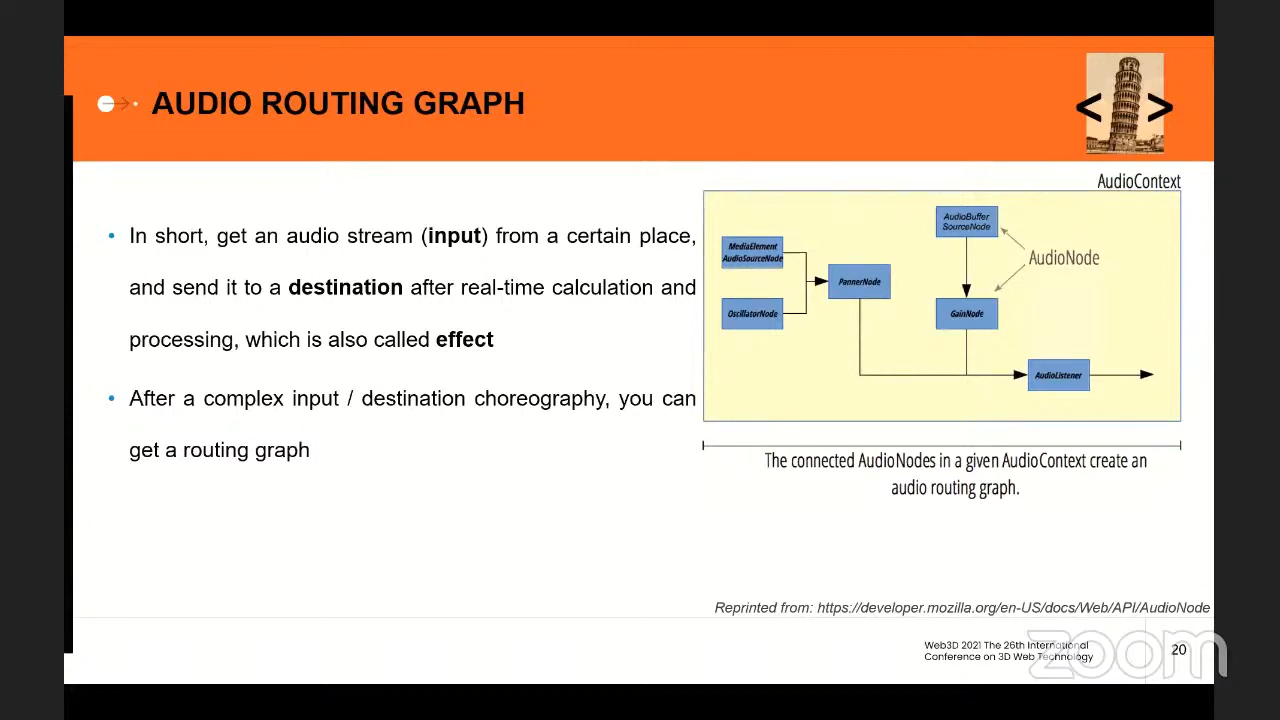 AUDIO ROUTING GRAPH
< >
• In short, get an audio stream (input) from a certain place,
and send it to a destination after real-time calculation and
processing, which is also called effect
• After a complex input / destination choreography, you can
get a routing graph
AudioContext
AudioBuffer
SourceNode
MediaElement
AudioSourceNode
AudioNode
PannerNode
OscillatorNode
GainNode
AudioListener
The connected AudioNodes in a given AudioContext create an
audio routing graph.
Reprinted from: https://developer.mozilla.org/en-US/docs/Web/API/AudioNode
Web3D 2021 The 26th International
Conference on 3D Web Technology
20
zoom